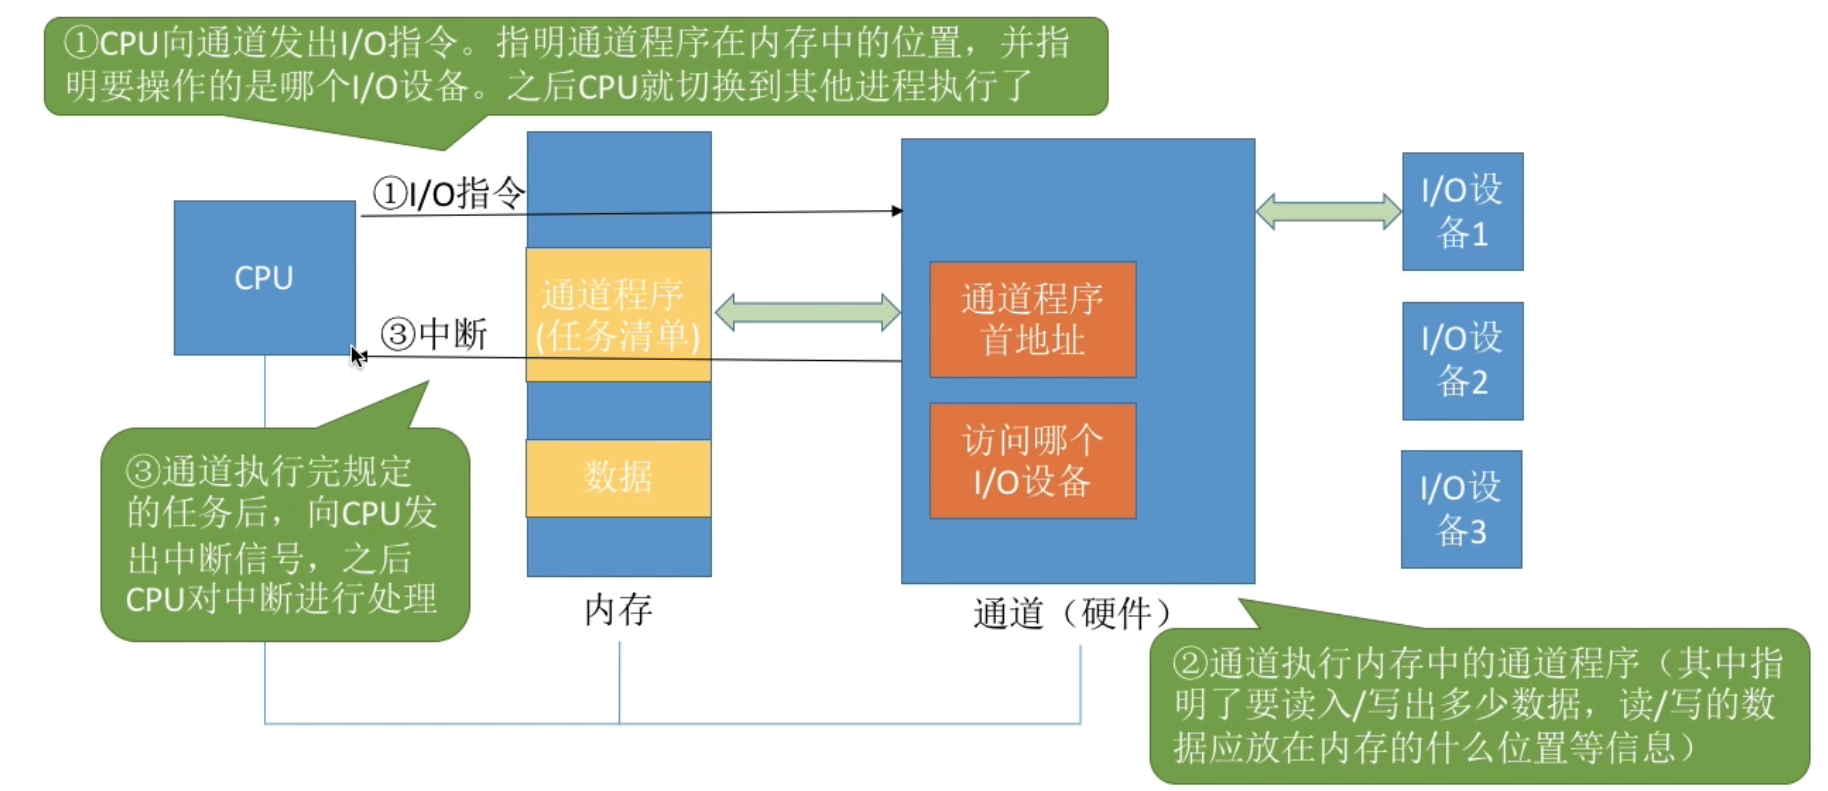 ①CPU向通道发出I/O指令。指明通道程序在内存中的位置，并指
明要操作的是哪个I/O设备。之后CPU就切换到其他进程执行了
①I/O指令
CPU
通道程序
(任务清单)
③中断
数据
内存
通道程序
首地址
访问哪个
I/O设备
通道（硬件）
I/O设
备1
I/O设
备2
I/O设
备3
③通道执行完规定
的任务后，向CPU发
出中断信号，之后
CPU对中断进行处理
②通道执行内存中的通道程序（其中指
明了要读入/写出多少数据，读/写的数
据应放在内存的什么位置等信息）